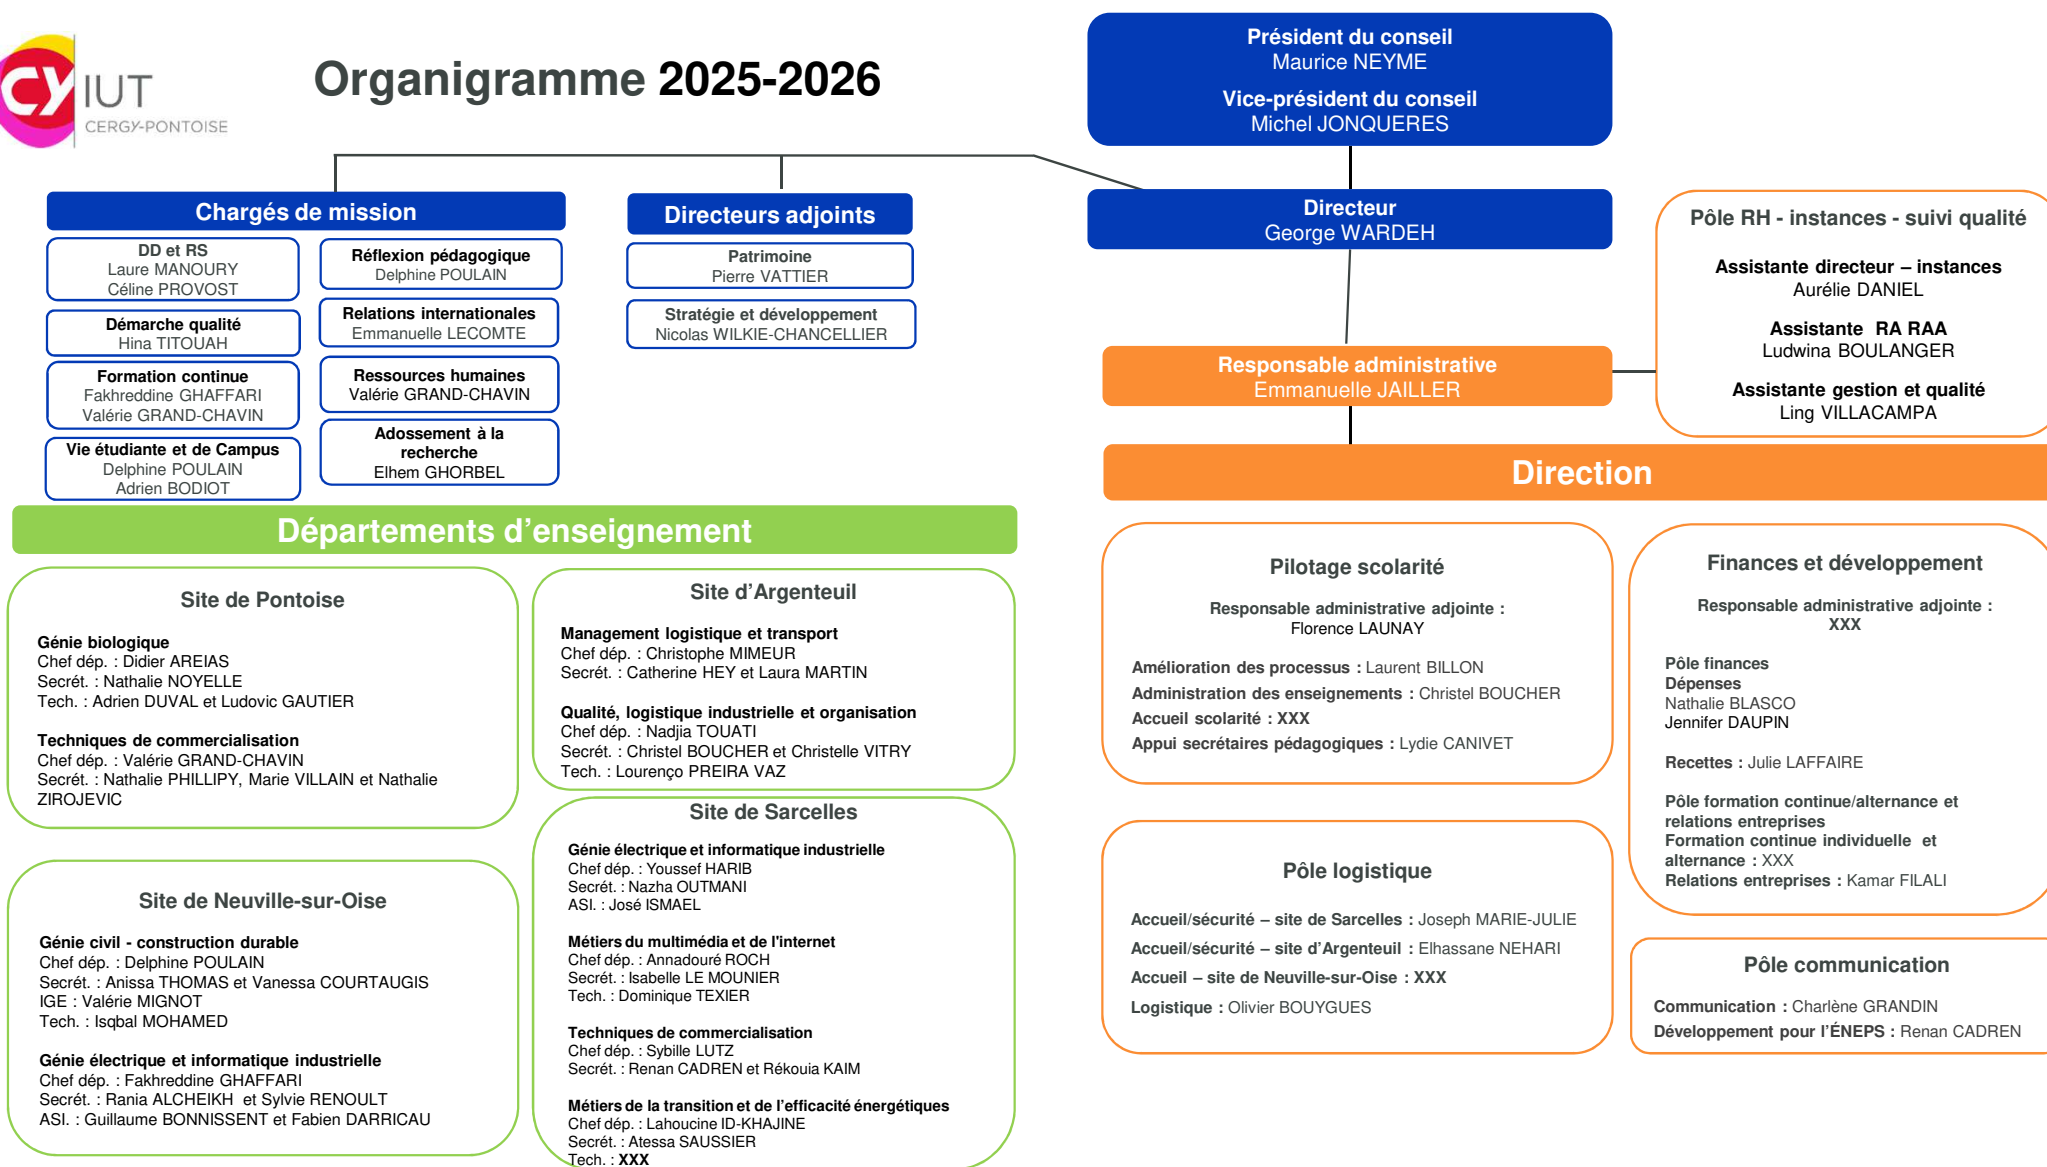 CY IUT
CERGY-PONTOISE
Organigramme 2025-2026
Président du conseil
Maurice NEYME
Vice-président du conseil
Michel JONQUERES
Chargés de mission
DD et RS
Laure MANOURY
Céline PROVOST
Démarche qualité
Hina TITOUAH
Formation continue
Fakhreddine GHAFFARI
Valérie GRAND-CHAVIN
Vie étudiante et de Campus
Delphine POULAIN
Adrien BODIOT
Réflexion pédagogique
Delphine POULAIN
Relations internationales
Emmanuelle LECOMTE
Ressources humaines
Valérie GRAND-CHAVIN
Adossement à la
recherche
Elhem GHORBEL
Directeurs adjoints
Patrimoine
Pierre VATTIER
Stratégie et développement
Nicolas WILKIE-CHANCELLIER
Directeur
George WARDEH
Responsable administrative
Emmanuelle JAILLER
Pôle RH - instances - suivi qualité
Assistante directeur – instances
Aurélie DANIEL
Assistante  RA RAA
Ludwina BOULANGER
Assistante gestion et qualité
Ling VILLACAMPA
Départements d’enseignement
Site de Pontoise
Génie biologique
Chef dép. : Didier AREIAS
Secrét. : Nathalie NOYELLE
Tech. : Adrien DUVAL et Ludovic GAUTIER
Techniques de commercialisation
Chef dép. : Valérie GRAND-CHAVIN
Secrét. : Nathalie PHILLIPY, Marie VILLAIN et Nathalie
ZIROJEVIC
Site de Neuville-sur-Oise
Génie civil - construction durable
Chef dép. : Delphine POULAIN
Secrét. : Anissa THOMAS et Vanessa COURTAUGIS
IGE : Valérie MIGNOT
Tech. : Isqbal MOHAMED
Génie électrique et informatique industrielle
Chef dép. : Fakhreddine GHAFFARI
Secrét. : Rania ALCHEIKH  et Sylvie RENOULT
ASI. : Guillaume BONNISSENT et Fabien DARRICAU
Site d’Argenteuil
Management logistique et transport
Chef dép. : Christophe MIMEUR
Secrét. : Catherine HEY et Laura MARTIN
Qualité, logistique industrielle et organisation
Chef dép. : Nadjia TOUATI
Secrét. : Christel BOUCHER et Christelle VITRY
Tech. : Lourenço PREIRA VAZ
Site de Sarcelles
Génie électrique et informatique industrielle
Chef dép. : Youssef HARIB
Secrét. : Nazha OUTMANI
ASI. : José ISMAEL
Métiers du multimédia et de l'internet
Chef dép. : Annadouré ROCH
Secrét. : Isabelle LE MOUNIER
Tech. : Dominique TEXIER
Techniques de commercialisation
Chef dép. : Sybille LUTZ
Secrét. : Renan CADREN et Rékouia KAIM
Métiers de la transition et de l’efficacité énergétiques
Chef dép. : Lahoucine ID-KHAJINE
Secrét. : Atessa SAUSSIER
Tech. : XXX
Direction
Pilotage scolarité
Responsable administrative adjointe :
Florence LAUNAY
Amélioration des processus : Laurent BILLON
Administration des enseignements : Christel BOUCHER
Accueil scolarité : XXX
Appui secrétaires pédagogiques : Lydie CANIVET
Pôle logistique
Accueil/sécurité – site de Sarcelles : Joseph MARIE-JULIE
Accueil/sécurité – site d’Argenteuil : Elhassane NEHARI
Accueil – site de Neuville-sur-Oise : XXX
Logistique : Olivier BOUYGUES
Finances et développement
Responsable administrative adjointe :
XXX
Pôle finances
Dépenses
Nathalie BLASCO
Jennifer DAUPIN
Recettes : Julie LAFFAIRE
Pôle formation continue/alternance et
relations entreprises
Formation continue individuelle  et
alternance : XXX
Relations entreprises : Kamar FILALI
Pôle communication
Communication : Charlène GRANDIN
Développement pour l’ÉNEPS : Renan CADREN